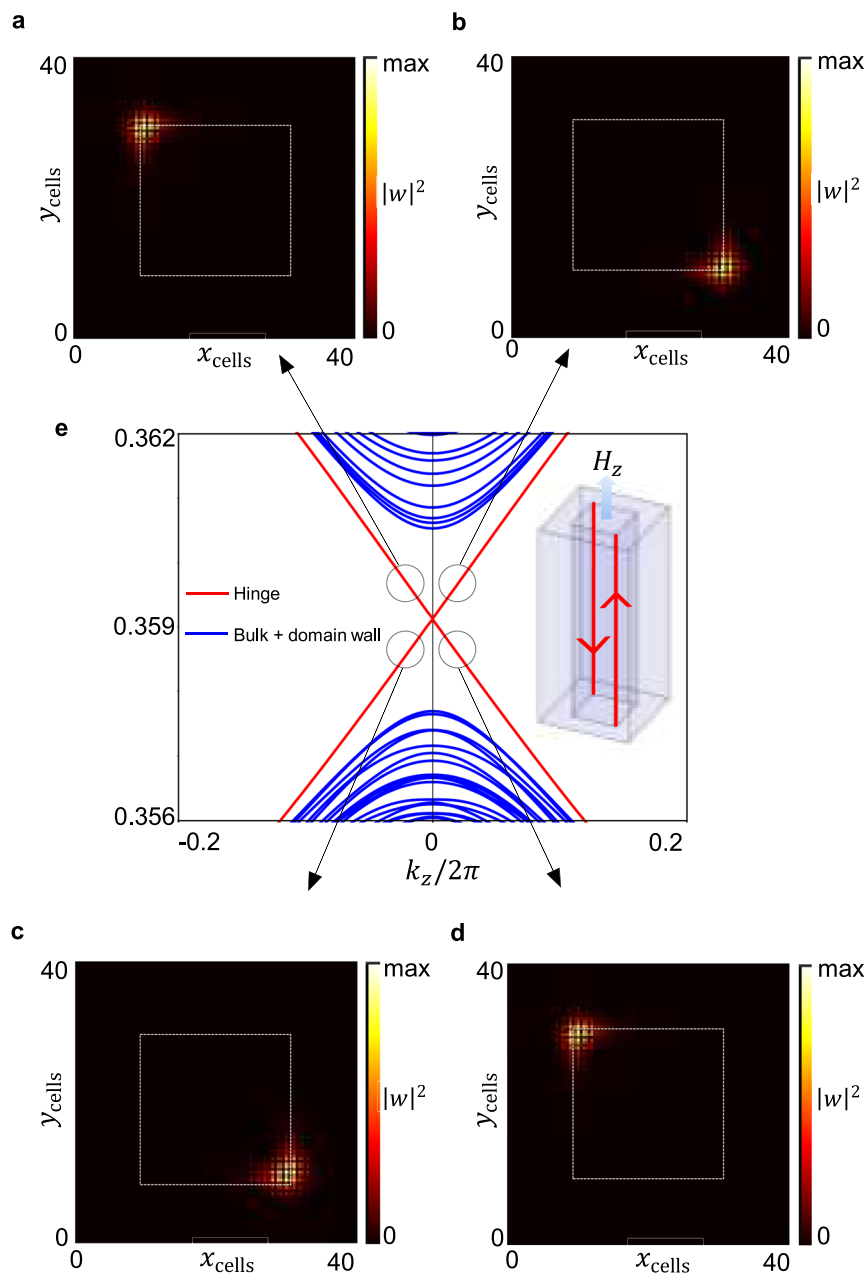 a
40
y_cells
0
0
x_cells
40
max
|w|²
0
b
40
y_cells
0
0
x_cells
40
max
|w|²
0
e
0.362
0.359
0.356
-0.2
0
0.2
k_z/2π
Hinge
Bulk + domain wall
H_z
c
40
y_cells
0
0
x_cells
40
max
|w|²
0
d
40
y_cells
0
0
x_cells
40
max
|w|²
0